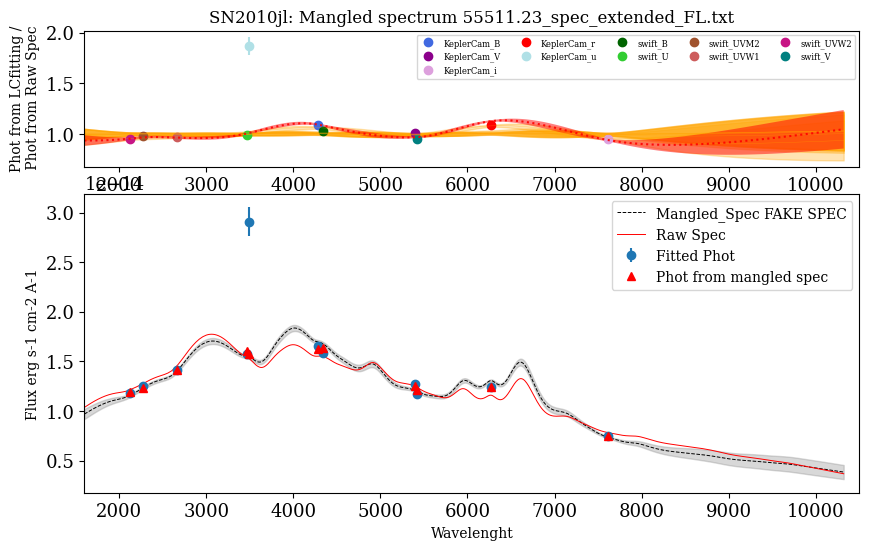 SN2010jl: Mangled spectrum 55511.23_spec_extended_FL.txt
Phot from LCfitting /
Phot from Raw Spec
2.0
1.5
1.0
KeplerCam_B KeplerCam_r swift_B swift_UVM2 swift_UVW2
KeplerCam_V KeplerCam_u swift_U swift_UVW1 swift_V
KeplerCam_i
2000 3000 4000 5000 6000 7000 8000 9000 10000
1e−14
Flux erg s-1 cm-2 A-1
3.0
2.5
2.0
1.5
1.0
0.5
Mangled_Spec FAKE SPEC
Raw Spec
Fitted Phot
Phot from mangled spec
2000 3000 4000 5000 6000 7000 8000 9000 10000
Wavelenght